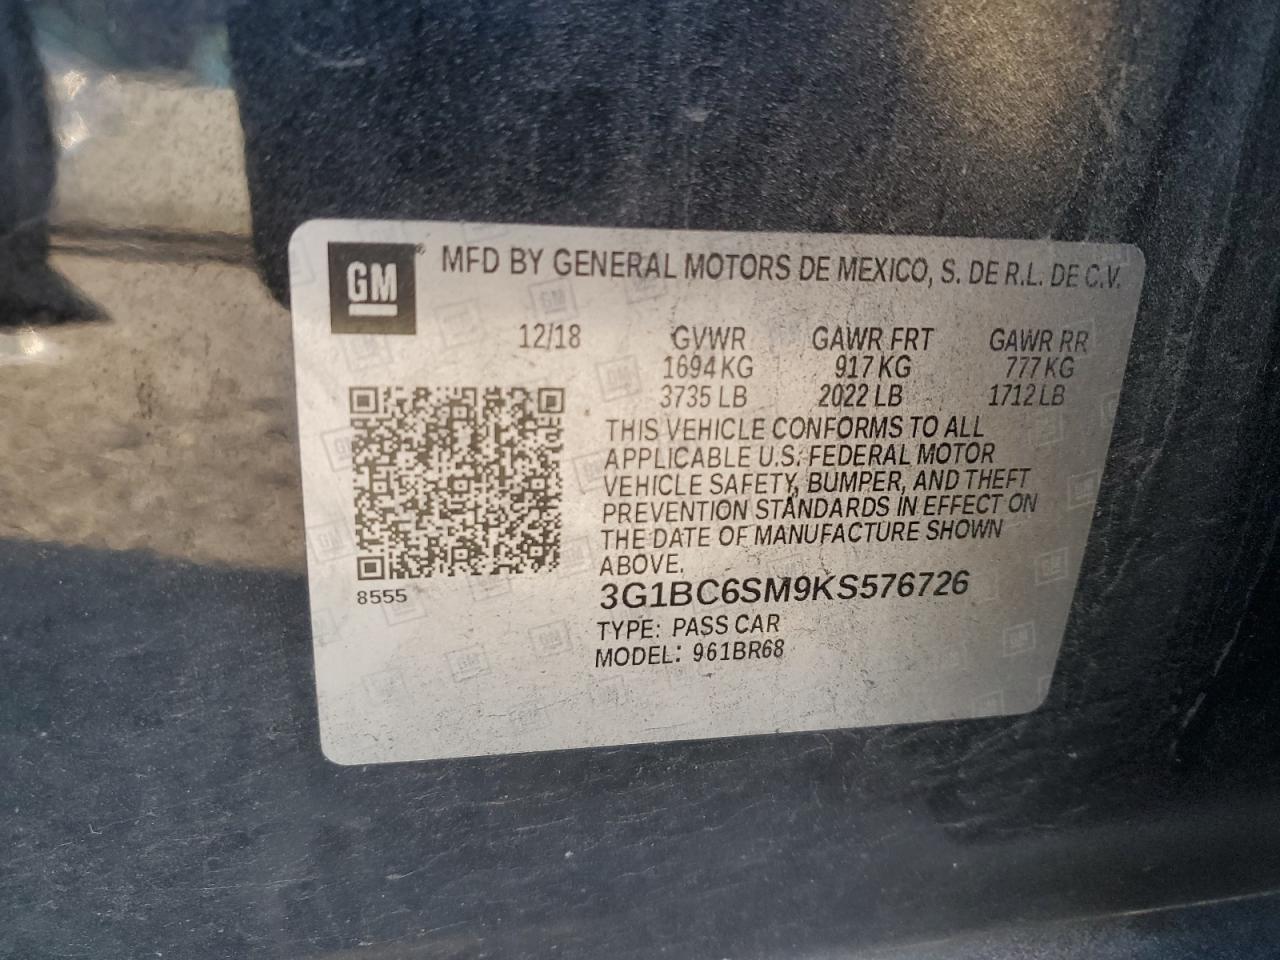 GM® MFD BY GENERAL MOTORS DE MEXICO, S. DE R.L. DE C.V.
12/18 GVWR GAWR FRT GAWR RR
1694 KG 917 KG 777 KG
3735 LB 2022 LB 1712 LB
THIS VEHICLE CONFORMS TO ALL
APPLICABLE U.S. FEDERAL MOTOR
VEHICLE SAFETY, BUMPER, AND THEFT
PREVENTION STANDARDS IN EFFECT ON
THE DATE OF MANUFACTURE SHOWN
ABOVE.
8555
3G1BC6SM9KS576726
TYPE: PASS CAR
MODEL: 961BR68